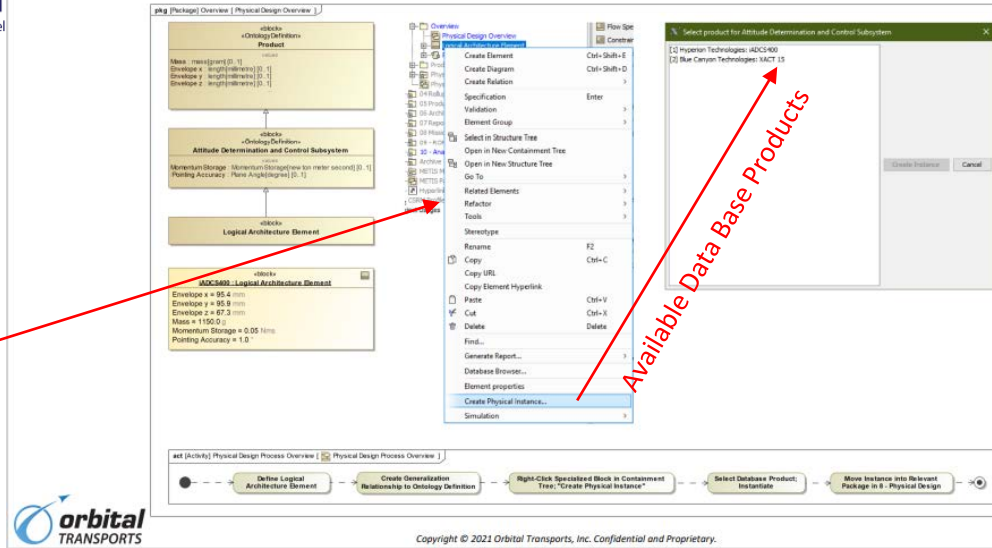 el
pkg [Package] Overview [ Physical Design Overview ]
«block»
«OntologyDefinition»
Product
values
Mass : mass[gram] [0..1]
Envelope x : length[millimetre] [0..1]
Envelope y : length[millimetre] [0..1]
Envelope z : length[millimetre] [0..1]
«block»
«OntologyDefinition»
Attitude Determination and Control Subsystem
values
Momentum Storage : Momentum Storage[newton meter second] [0..1]
Pointing Accuracy : Plane Angle[degree] [0..1]
«block»
Logical Architecture Element
«block»
iADCS400 : Logical Architecture Element
Envelope x = 95.4 mm
Envelope y = 95.9 mm
Envelope z = 67.3 mm
Mass = 1150.0 g
Momentum Storage = 0.05 Nms
Pointing Accuracy = 1.0 °
Overview
Physical Design Overview
Logical Architecture Element
Flow Spe
Constrain
Create Element Ctrl+Shift+E
Create Diagram Ctrl+Shift+D
Create Relation
Specification Enter
Validation
Element Group
Select in Structure Tree
Open in New Containment Tree
Open in New Structure Tree
Go To
Related Elements
Refactor
Tools
Stereotype
Rename F2
Copy Ctrl+C
Copy URL
Copy Element Hyperlink
Paste Ctrl+V
Cut Ctrl+X
Delete Delete
Find...
Generate Report...
Database Browser...
Element properties
Create Physical Instance...
Simulation
Select product for Attitude Determination and Control Subsystem
[1] Hyperion Technologies: iADCS400
[2] Blue Canyon Technologies: XACT 15
Create Instance Cancel
Available Data Base Products
act [Activity] Physical Design Process Overview [ Physical Design Process Overview ]
Define Logical
Architecture Element
Create Generalization
Relationship to Ontology Definition
Right-Click Specialized Block in Containment
Tree; "Create Physical Instance"
Select Database Product;
Instantiate
Move Instance into Relevant
Package in 6 - Physical Design
orbital
TRANSPORTS
Copyright © 2021 Orbital Transports, Inc. Confidential and Proprietary.